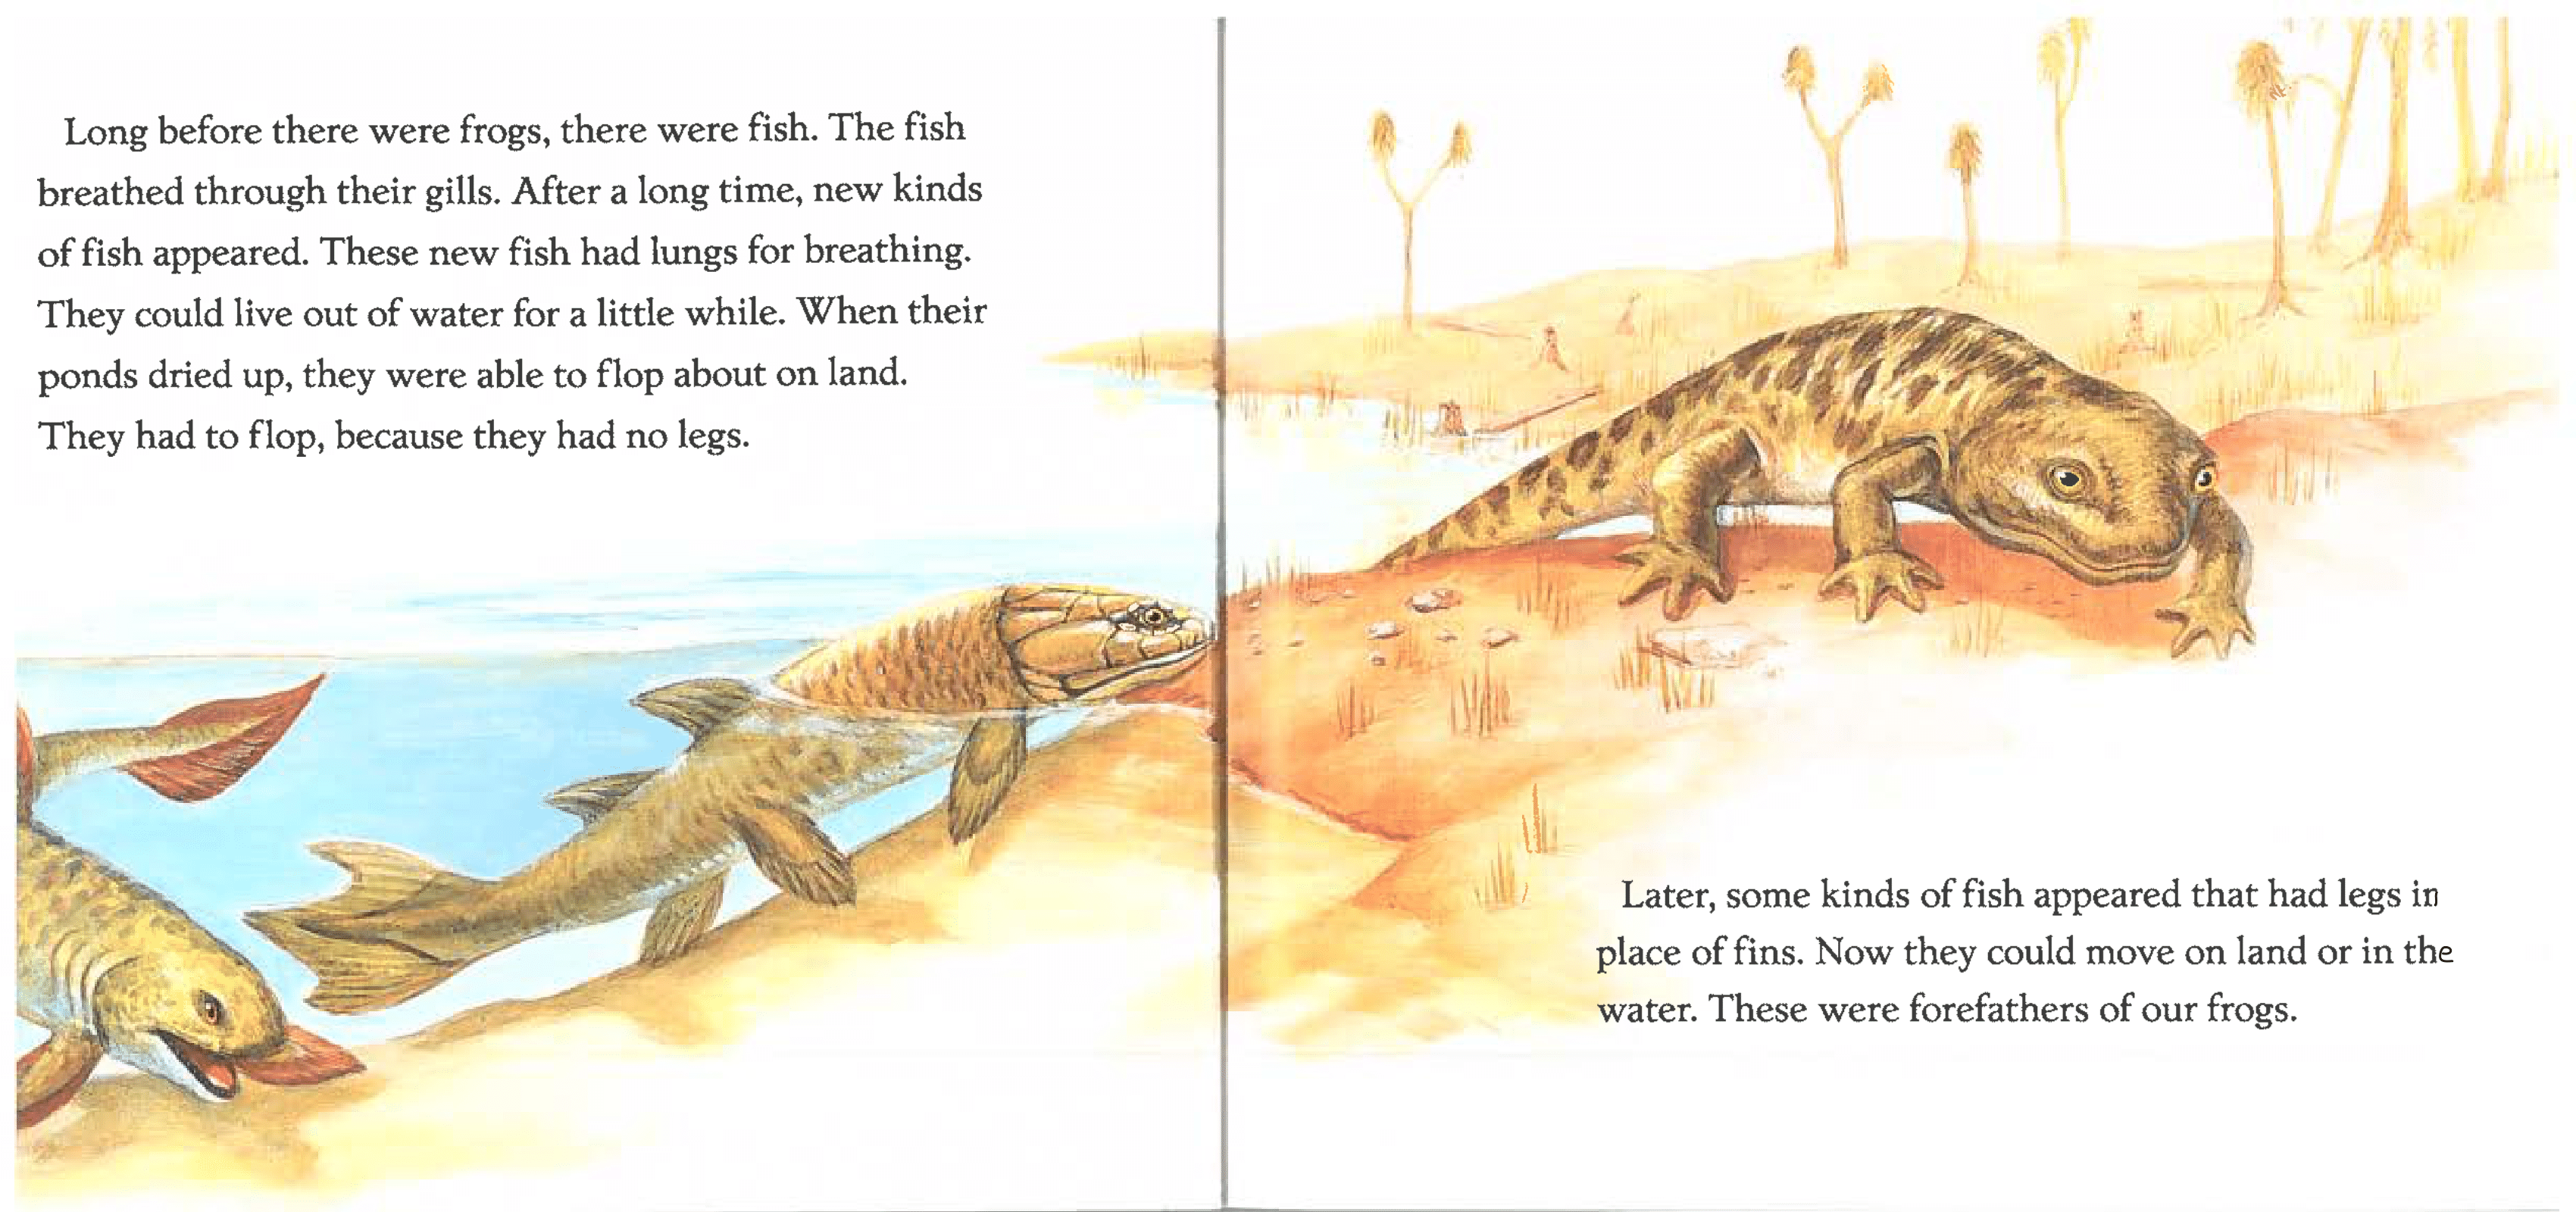 Long before there were frogs, there were fish. The fish
breathed through their gills. After a long time, new kinds
of fish appeared. These new fish had lungs for breathing.
They could live out of water for a little while. When their
ponds dried up, they were able to flop about on land.
They had to flop, because they had no legs.
Later, some kinds of fish appeared that had legs in
place of fins. Now they could move on land or in the
water. These were forefathers of our frogs.